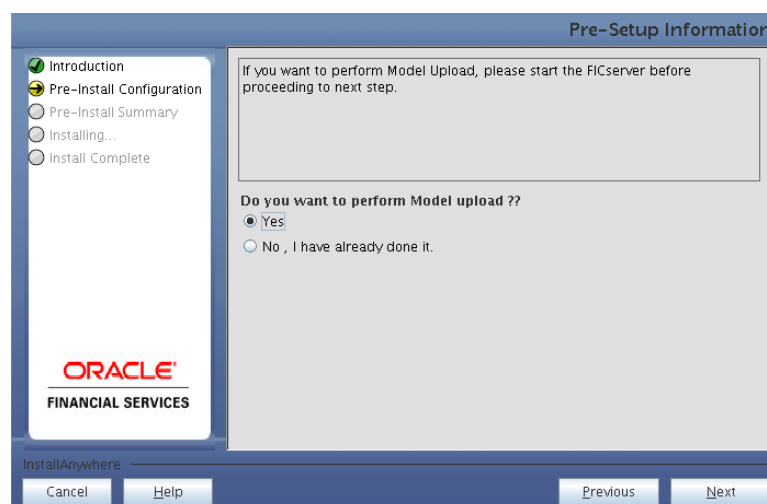 Pre-Setup Information
Introduction
Pre-Install Configuration
Pre-Install Summary
Installing...
Install Complete
If you want to perform Model Upload, please start the FICserver before
proceeding to next step.
Do you want to perform Model upload ??
Yes
No , I have already done it.
ORACLE
FINANCIAL SERVICES
InstallAnywhere
Cancel
Help
Previous
Next